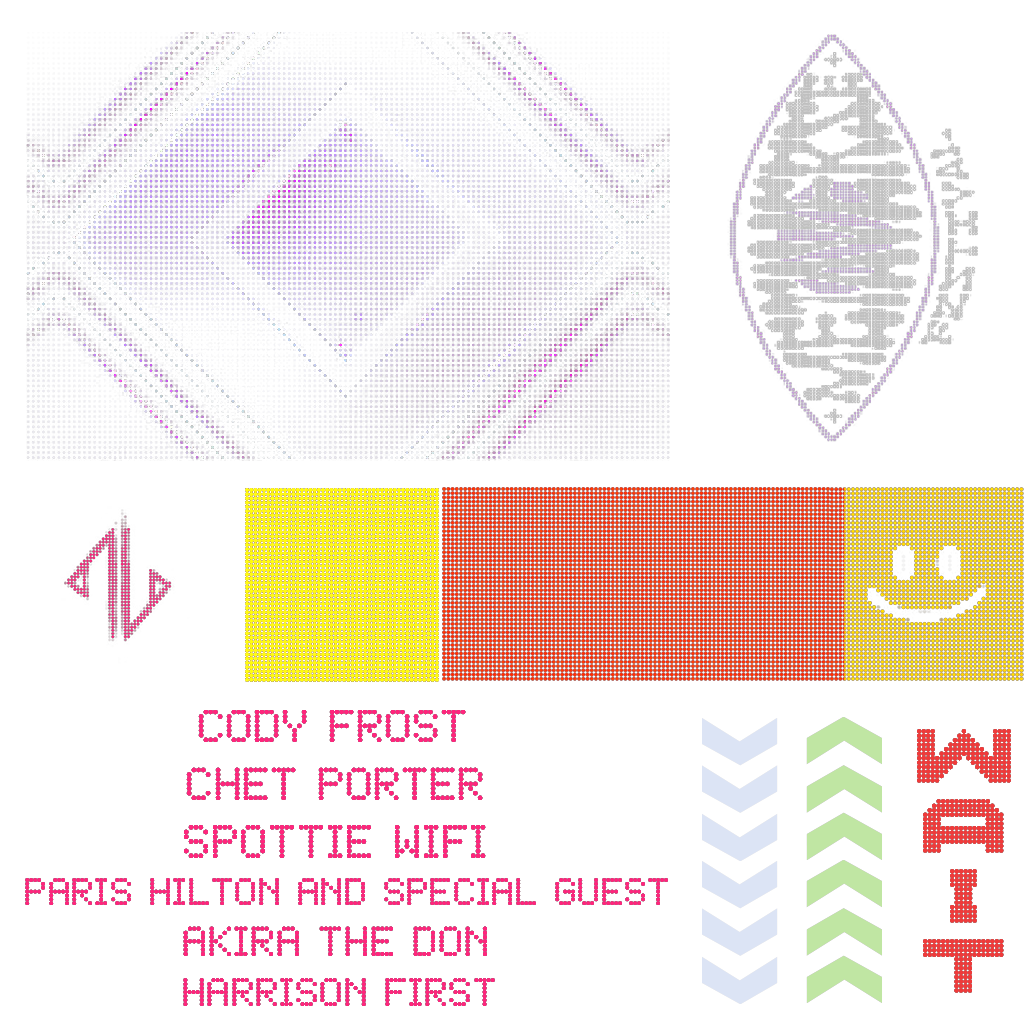 CODY FROST
CHET PORTER
SPOTTIE WIFI
PARIS HILTON AND SPECIAL GUEST
AKIRA THE DON
HARRISON FIRST
WAIT